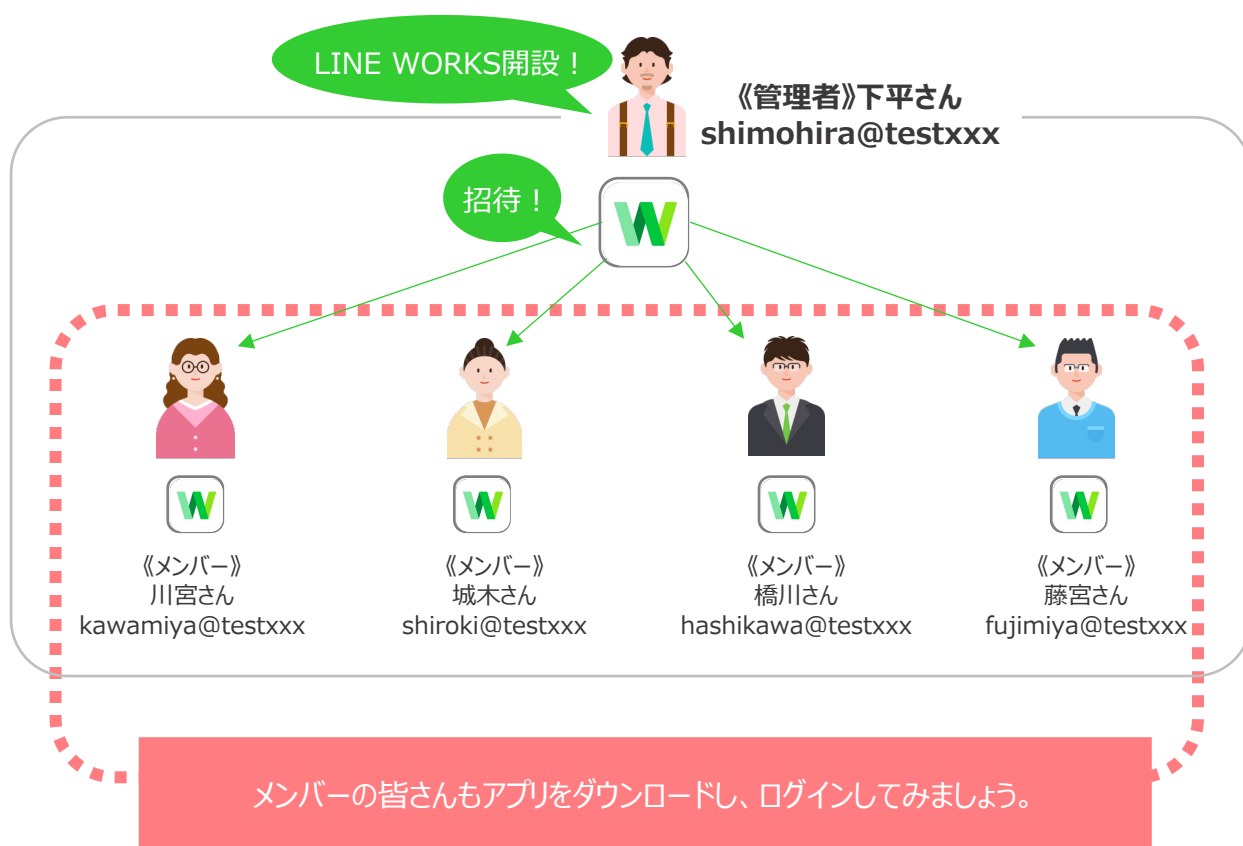 LINE WORKS開設！
《管理者》下平さん
shimohira@testxxx
招待！
《メンバー》
川宮さん
kawamiya@testxxx
《メンバー》
城木さん
shiroki@testxxx
《メンバー》
橋川さん
hashikawa@testxxx
《メンバー》
藤宮さん
fujimiya@testxxx
メンバーの皆さんもアプリをダウンロードし、ログインしてみましょう。